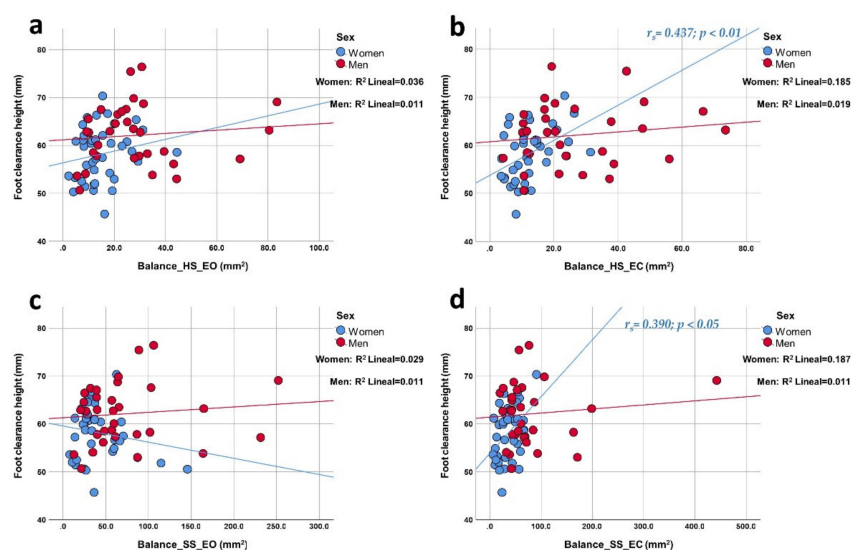 a
Sex
Women
Men
Women: R² Lineal=0.036
Men: R² Lineal=0.011
Foot clearance height (mm)
80
70
60
50
40
.0 20.0 40.0 60.0 80.0 100.0
Balance_HS_EO (mm²)
b
rs= 0.437; p < 0.01
Sex
Women
Men
Women: R² Lineal=0.185
Men: R² Lineal=0.019
Foot clearance height (mm)
80
70
60
50
40
.0 20.0 40.0 60.0 80.0
Balance_HS_EC (mm²)
c
Sex
Women
Men
Women: R² Lineal=0.029
Men: R² Lineal=0.011
Foot clearance height (mm)
80
70
60
50
40
.0 50.0 100.0 150.0 200.0 250.0 300.0
Balance_SS_EO (mm²)
d
rs= 0.390; p < 0.05
Sex
Women
Men
Women: R² Lineal=0.187
Men: R² Lineal=0.011
Foot clearance height (mm)
80
70
60
50
40
.0 100.0 200.0 300.0 400.0 500.0
Balance_SS_EC (mm²)